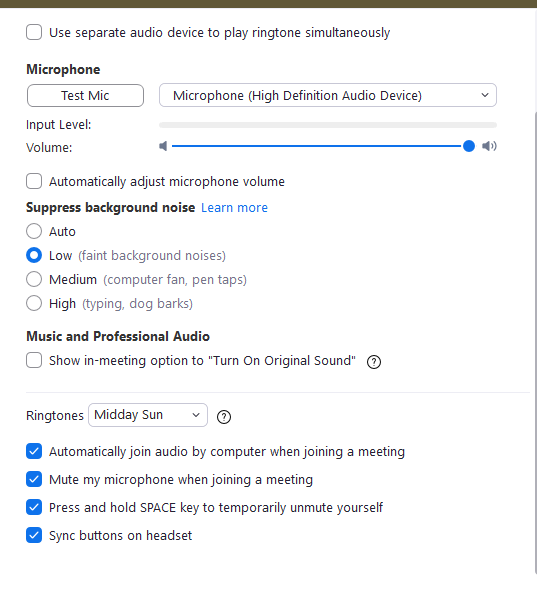 Use separate audio device to play ringtone simultaneously
Microphone
Test Mic
Microphone (High Definition Audio Device)
Input Level:
Volume:
Automatically adjust microphone volume
Suppress background noise Learn more
Auto
Low (faint background noises)
Medium (computer fan, pen taps)
High (typing, dog barks)
Music and Professional Audio
Show in-meeting option to "Turn On Original Sound" ?
Ringtones Midday Sun ?
Automatically join audio by computer when joining a meeting
Mute my microphone when joining a meeting
Press and hold SPACE key to temporarily unmute yourself
Sync buttons on headset